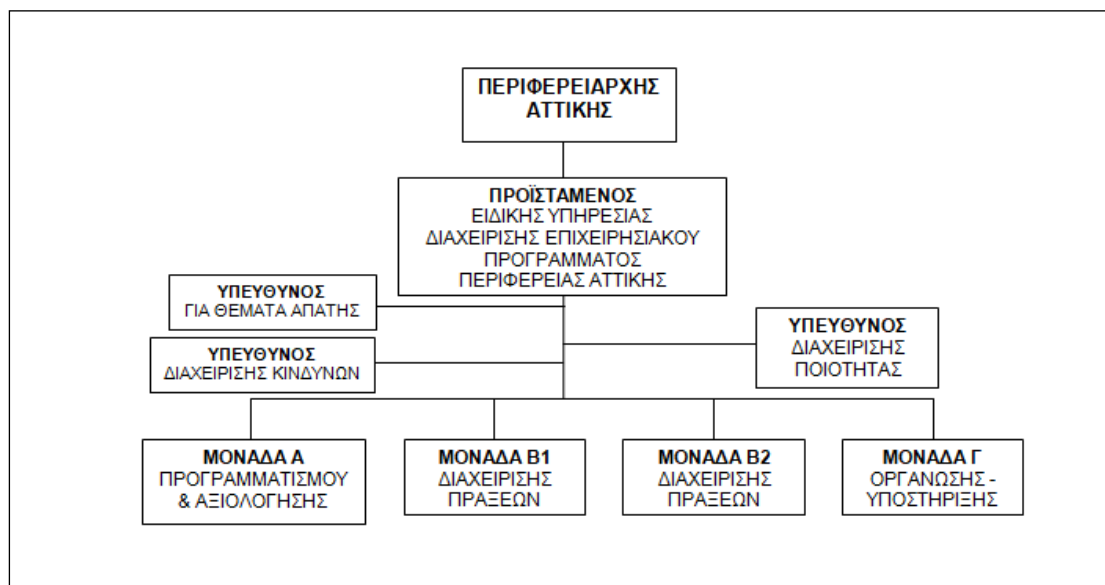 ΠΕΡΙΦΕΡΕΙΑΡΧΗΣ
ΑΤΤΙΚΗΣ
ΠΡΟΪΣΤΑΜΕΝΟΣ
ΕΙΔΙΚΗΣ ΥΠΗΡΕΣΙΑΣ
ΔΙΑΧΕΙΡΙΣΗΣ ΕΠΙΧΕΙΡΗΣΙΑΚΟΥ
ΠΡΟΓΡΑΜΜΑΤΟΣ
ΠΕΡΙΦΕΡΕΙΑΣ ΑΤΤΙΚΗΣ
ΥΠΕΥΘΥΝΟΣ
ΓΙΑ ΘΕΜΑΤΑ ΑΠΑΤΗΣ
ΥΠΕΥΘΥΝΟΣ
ΔΙΑΧΕΙΡΙΣΗΣ ΚΙΝΔΥΝΩΝ
ΥΠΕΥΘΥΝΟΣ
ΔΙΑΧΕΙΡΙΣΗΣ
ΠΟΙΟΤΗΤΑΣ
ΜΟΝΑΔΑ Α
ΠΡΟΓΡΑΜΜΑΤΙΣΜΟΥ
& ΑΞΙΟΛΟΓΗΣΗΣ
ΜΟΝΑΔΑ Β1
ΔΙΑΧΕΙΡΙΣΗΣ
ΠΡΑΞΕΩΝ
ΜΟΝΑΔΑ Β2
ΔΙΑΧΕΙΡΙΣΗΣ
ΠΡΑΞΕΩΝ
ΜΟΝΑΔΑ Γ
ΟΡΓΑΝΩΣΗΣ -
ΥΠΟΣΤΗΡΙΞΗΣ